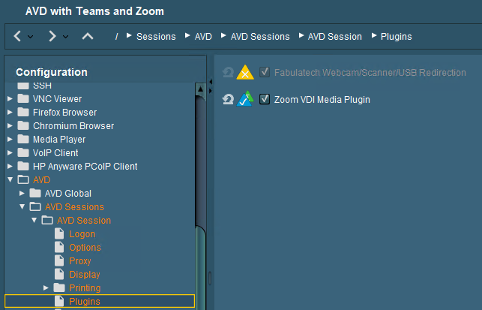 AVD with Teams and Zoom
/ Sessions AVD AVD Sessions AVD Session Plugins
Configuration
SSH
VNC Viewer
Firefox Browser
Chromium Browser
Media Player
VoIP Client
HP Anyware PCoIP Client
AVD
AVD Global
AVD Sessions
AVD Session
Logon
Options
Proxy
Display
Printing
Plugins
Fabulatech Webcam/Scanner/USB Redirection
Zoom VDI Media Plugin